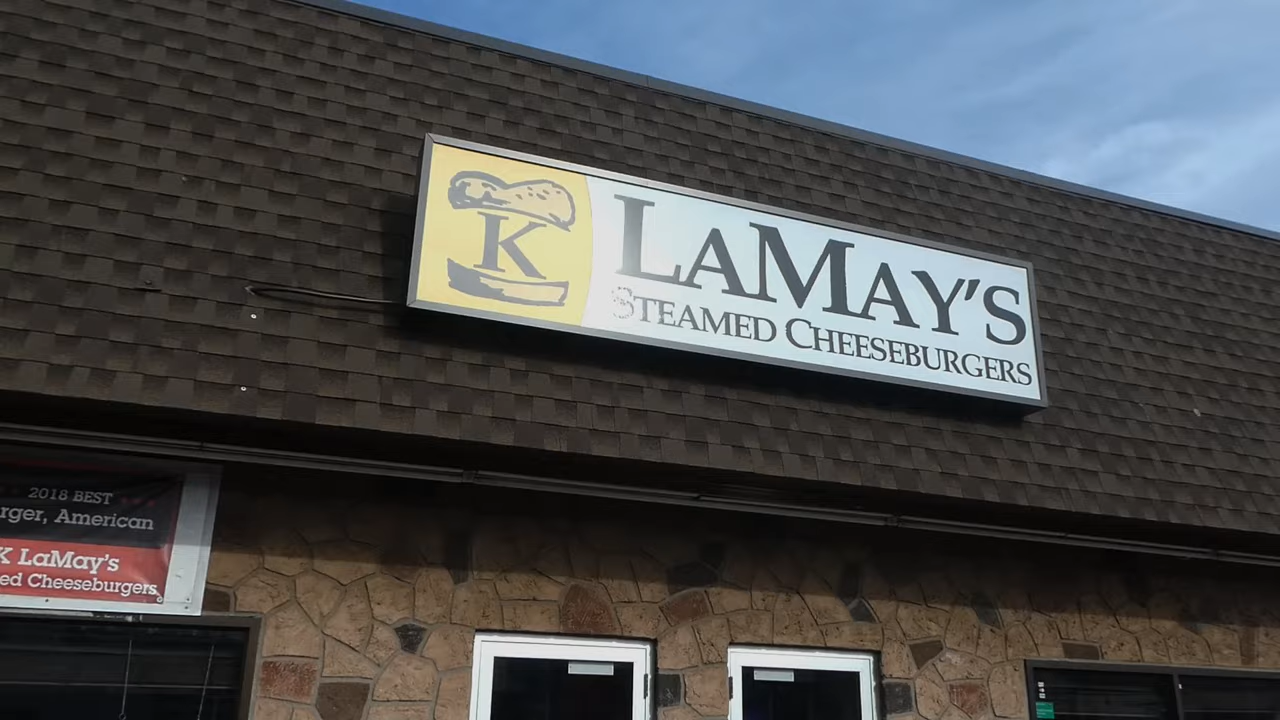 K
LAMAY'S
STEAMED CHEESEBURGERS
2018 BEST
rger, American
K LaMay's
ed Cheeseburgers